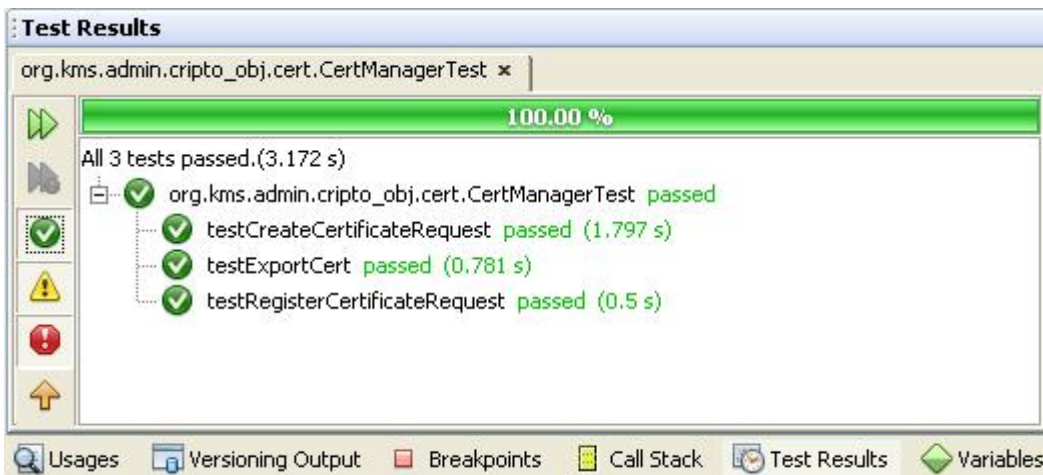 Test Results
org.kms.admin.cripto_obj.cert.CertManagerTest
100.00 %
All 3 tests passed.(3.172 s)
org.kms.admin.cripto_obj.cert.CertManagerTest passed
testCreateCertificateRequest passed (1.797 s)
testExportCert passed (0.781 s)
testRegisterCertificateRequest passed (0.5 s)
Usages Versioning Output Breakpoints Call Stack Test Results Variables